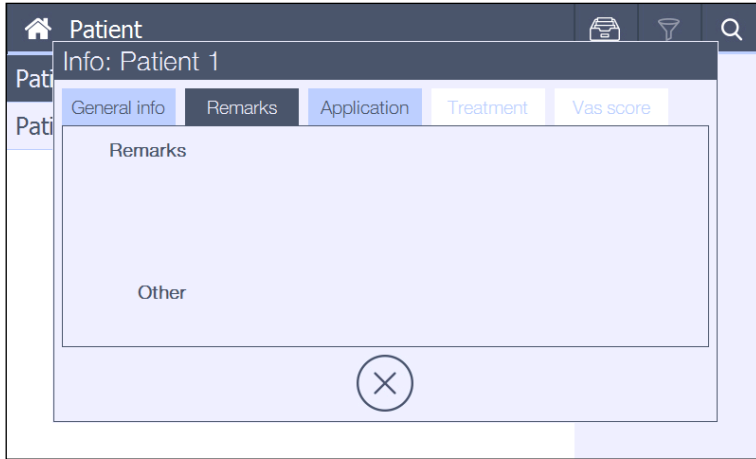 Patient
Info: Patient 1
Pati
General info Remarks Application Treatment Vas score
Pati
Remarks
Other